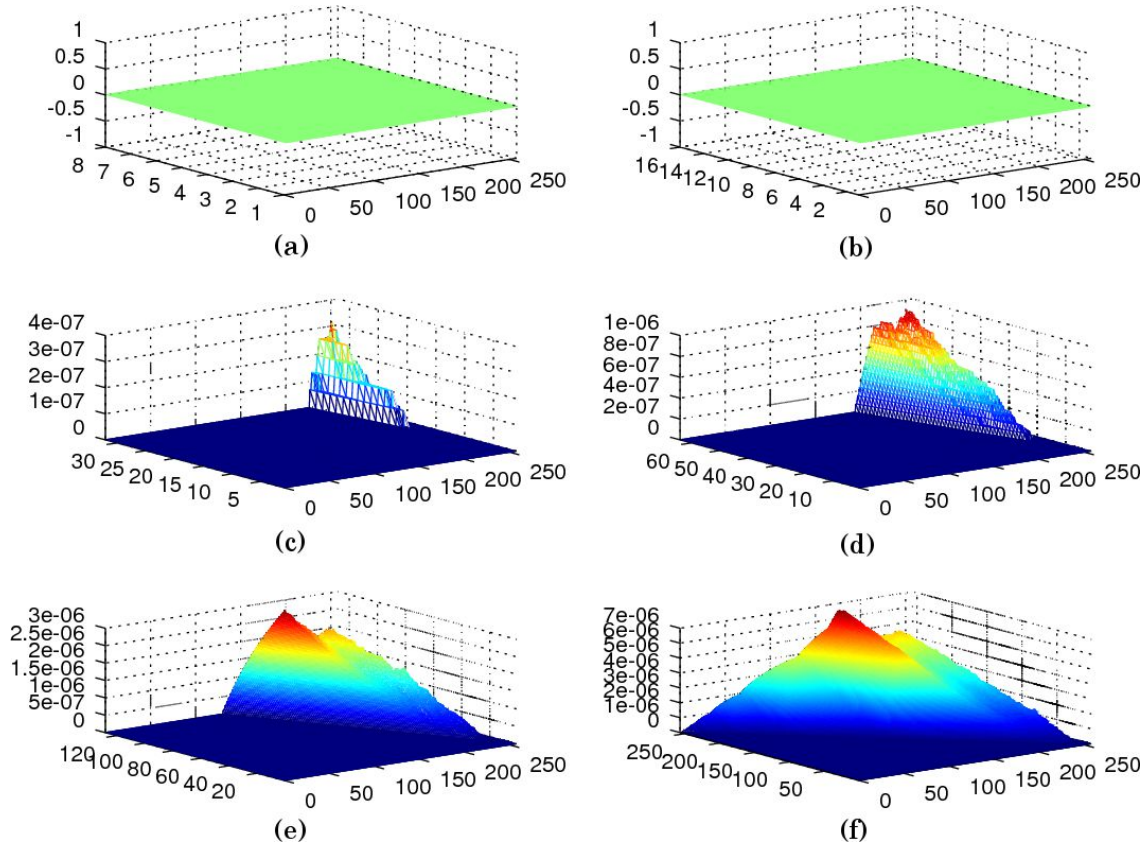 1
0.5
0
-0.5
-1
8 7 6 5 4 3 2 1
0 50 100 150 200 250
(a)
1
0.5
0
-0.5
-1
16 14 12 10 8 6 4 2
0 50 100 150 200 250
(b)
4e-07
3e-07
2e-07
1e-07
0
30 25 20 15 10 5
0 50 100 150 200 250
(c)
1e-06
8e-07
6e-07
4e-07
2e-07
0
60 50 40 30 20 10
0 50 100 150 200 250
(d)
3e-06
2.5e-06
2e-06
1.5e-06
1e-06
5e-07
0
120 100 80 60 40 20
0 50 100 150 200 250
(e)
7e-06
6e-06
5e-06
4e-06
3e-06
2e-06
1e-06
0
250 200 150 100 50
0 50 100 150 200 250
(f)